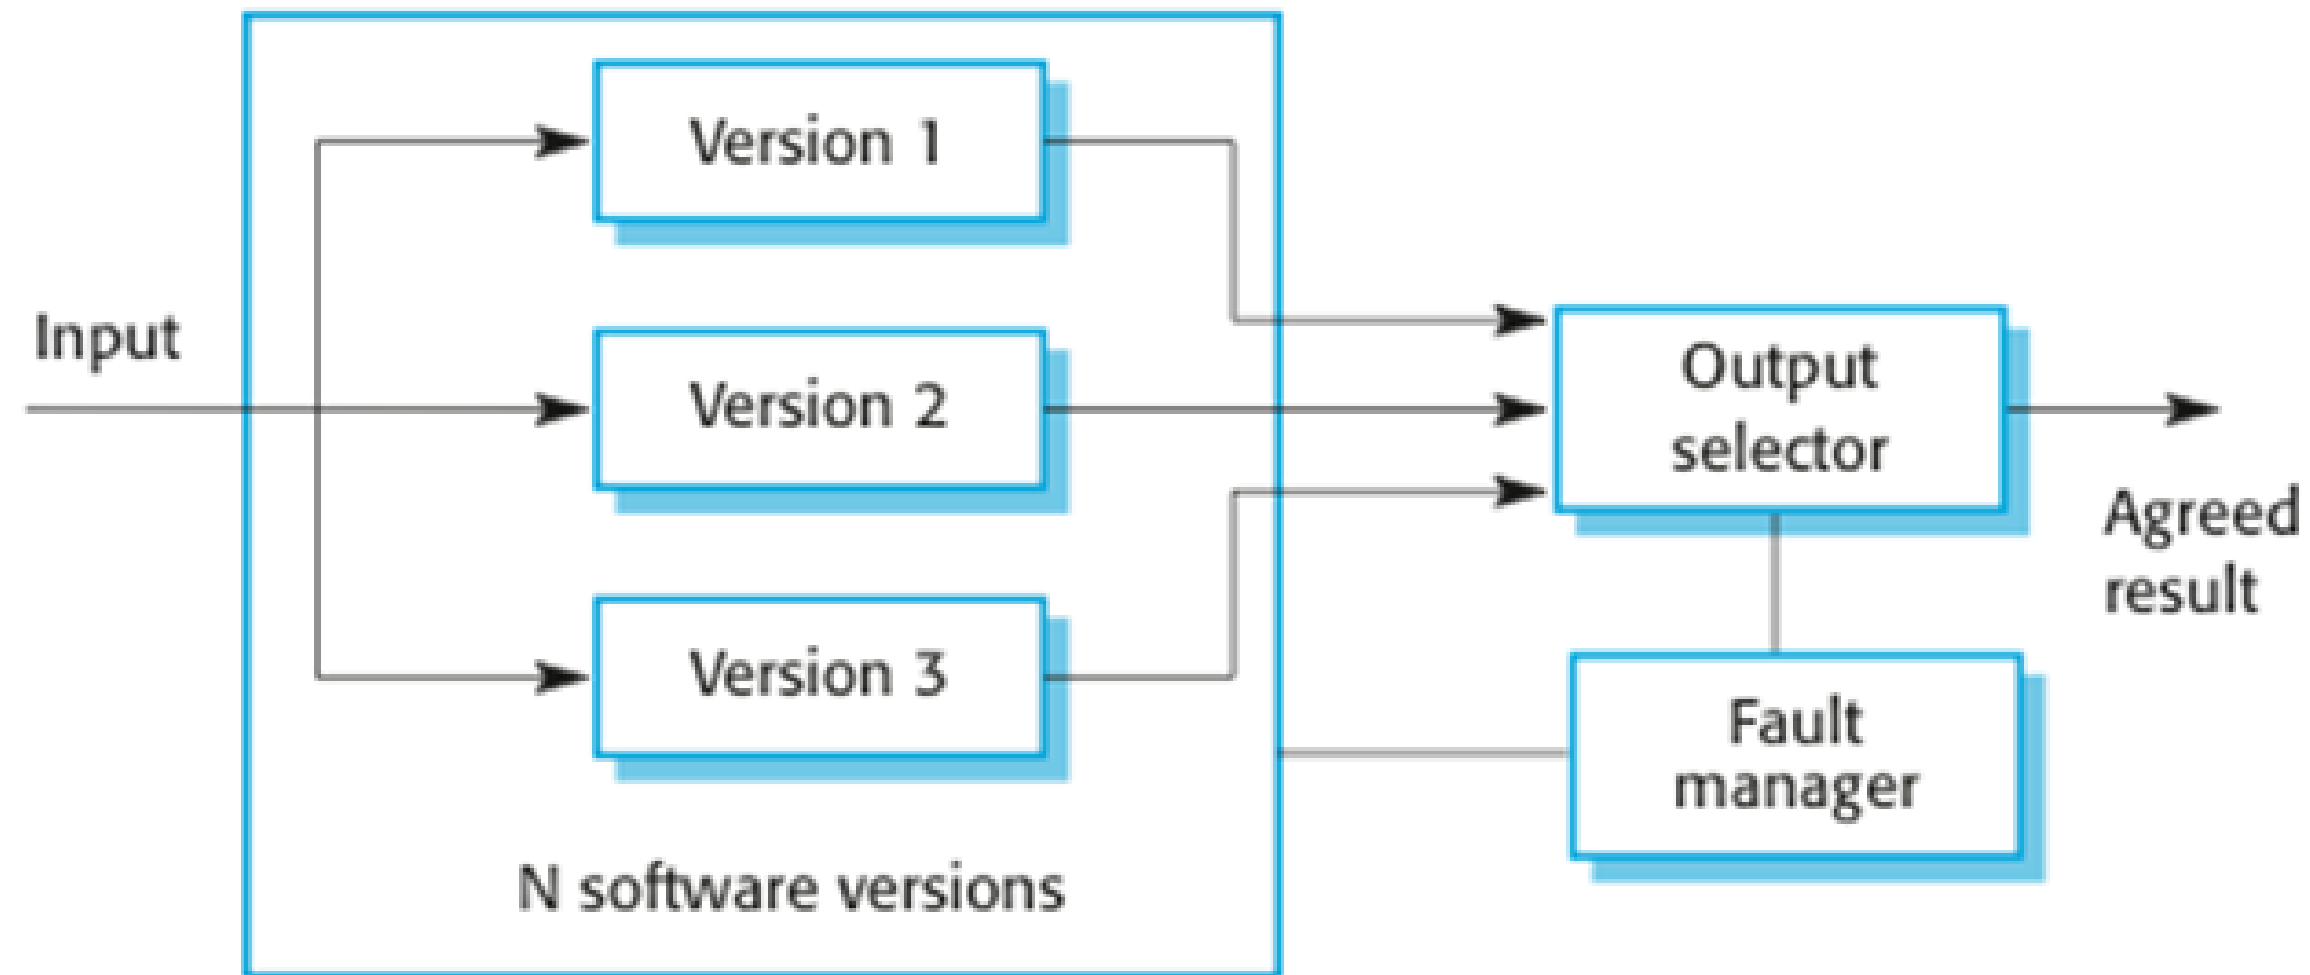 Input
Version 1
Version 2
Version 3
N software versions
Output
selector
Agreed
result
Fault
manager